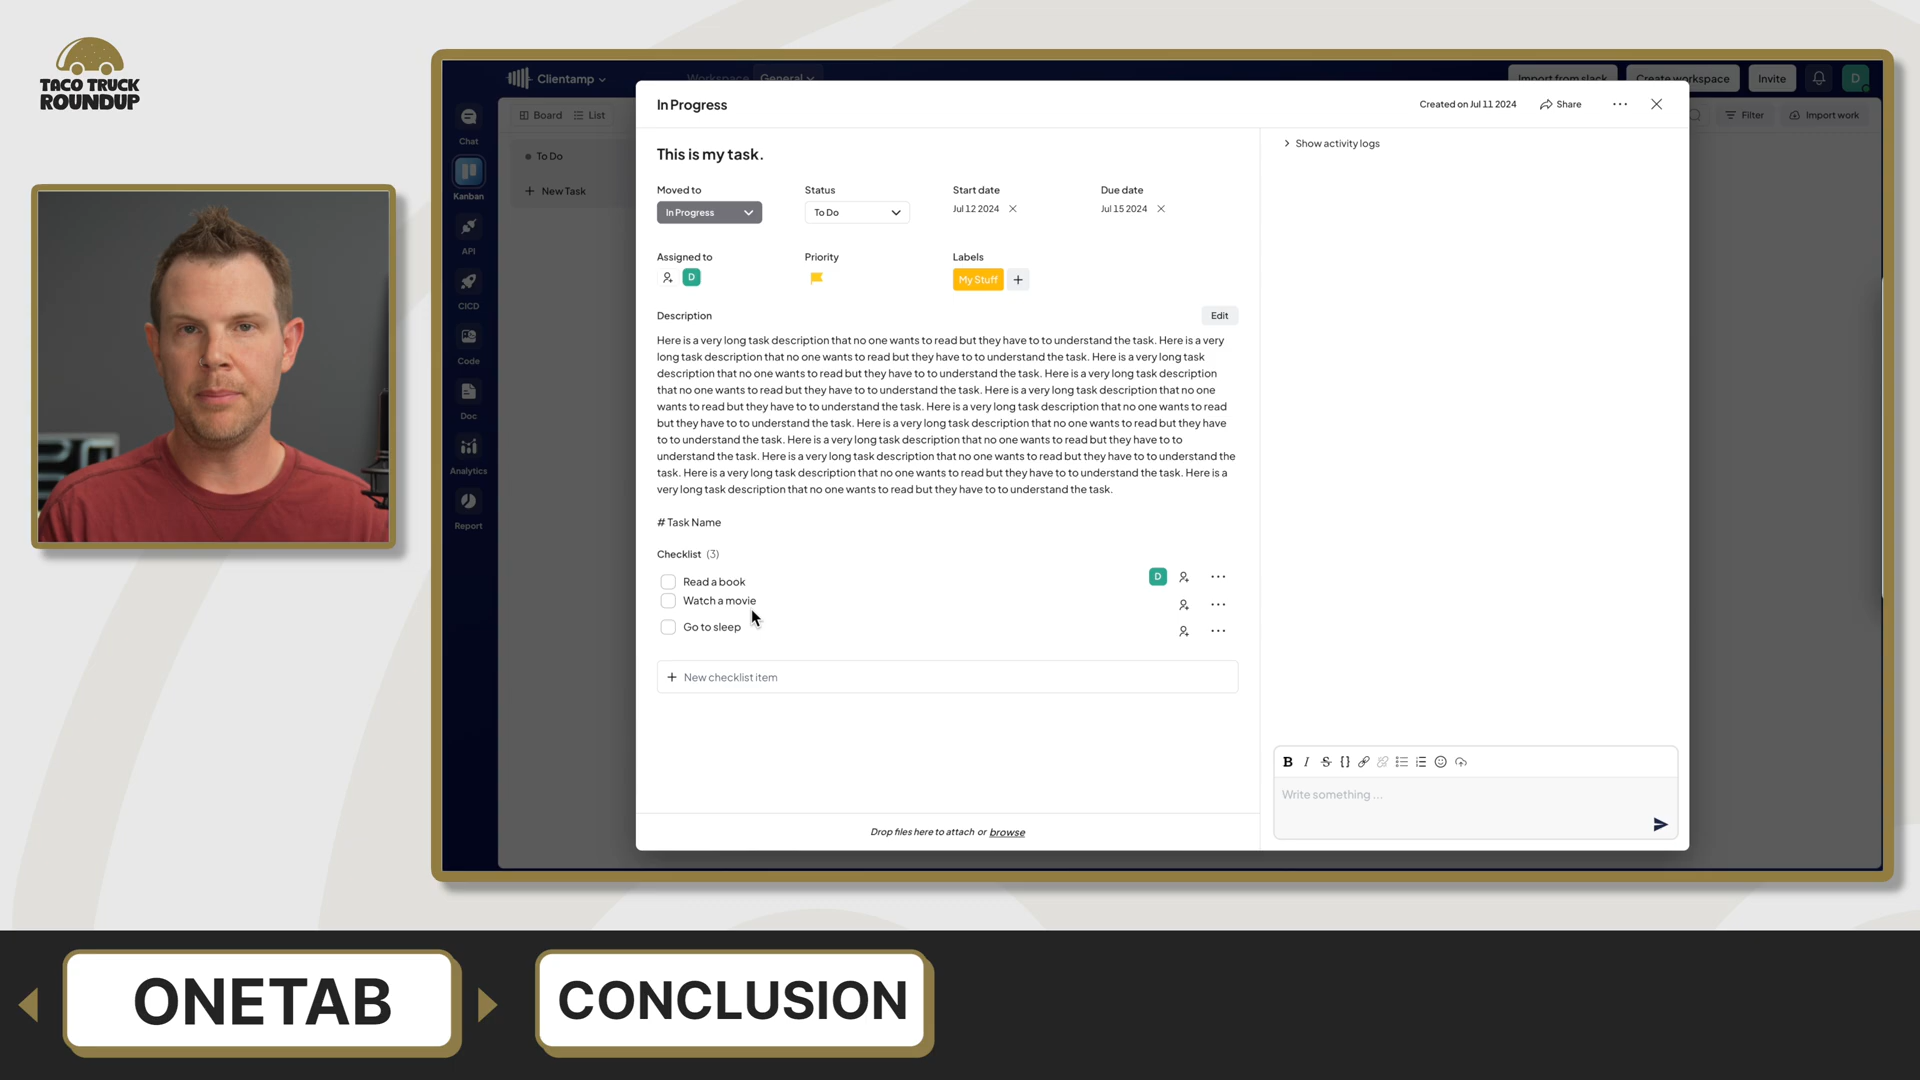 TACO TRUCK
ROUNDUP
Clientamp
Workspace General
Import from slack
Create workspace
Invite
D
Chat
Kanban
API
CICD
Code
Doc
Analytics
Report
Board
List
Filter
Import work
To Do
+ New Task
In Progress
Created on Jul 11 2024
Share
This is my task.
Moved to
In Progress
Status
To Do
Start date
Jul 12 2024
Due date
Jul 15 2024
Assigned to
D
Priority
Labels
My Stuff
+
Description
Edit
Here is a very long task description that no one wants to read but they have to to understand the task. Here is a very
long task description that no one wants to read but they have to to understand the task. Here is a very long task
description that no one wants to read but they have to to understand the task. Here is a very long task description
that no one wants to read but they have to to understand the task. Here is a very long task description that no one
wants to read but they have to to understand the task. Here is a very long task description that no one wants to read
but they have to to understand the task. Here is a very long task description that no one wants to read but they have
to to understand the task. Here is a very long task description that no one wants to read but they have to to
understand the task. Here is a very long task description that no one wants to read but they have to to understand the
task. Here is a very long task description that no one wants to read but they have to to understand the task. Here is a
very long task description that no one wants to read but they have to to understand the task.
# Task Name
Checklist (3)
Read a book
D
Watch a movie
Go to sleep
+ New checklist item
Drop files here to attach or browse
Show activity logs
B I S {}
Write something ...
ONETAB
CONCLUSION